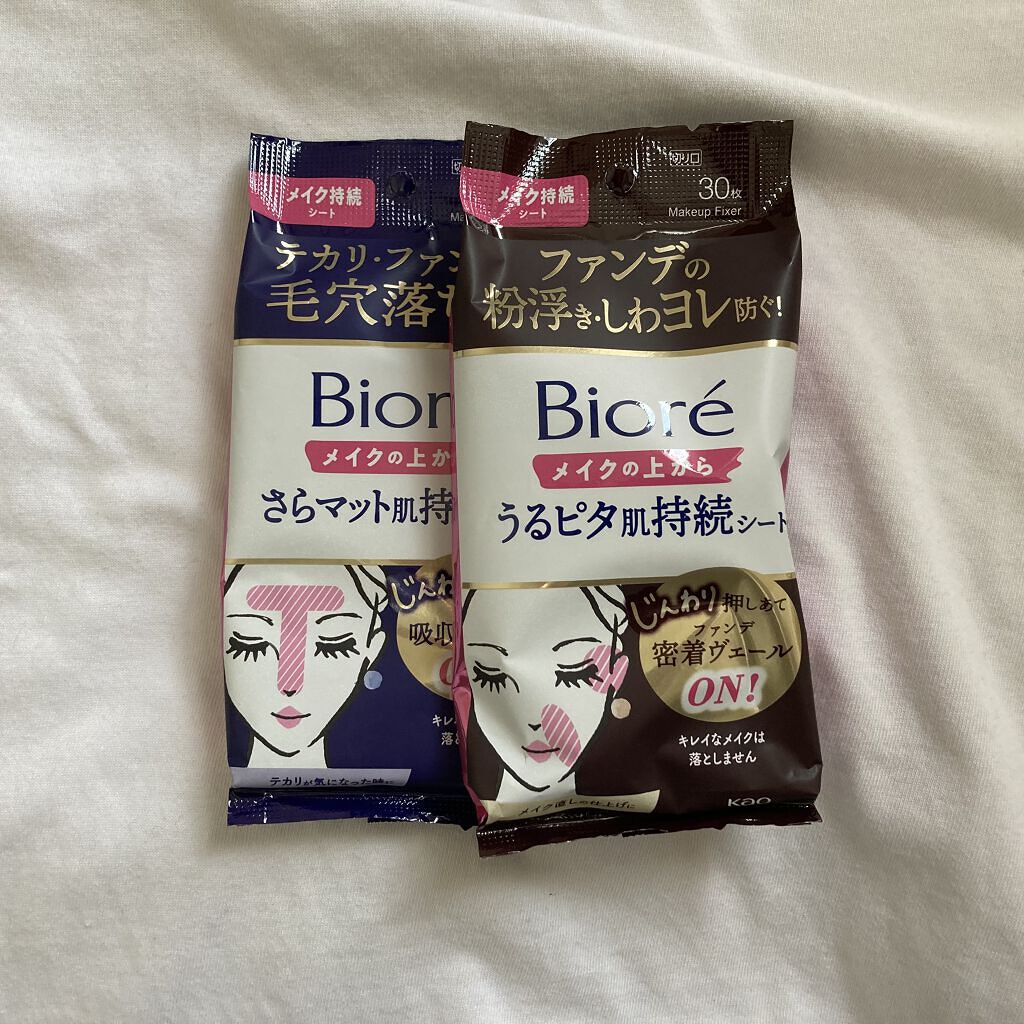 メイク持続
シート
テカリ・ファン
毛穴落ち
Bior
メイクの上か
さらマット肌持
じんわ
吸収
キレ
落と
テカリが気になった時に
切り口
メイク持続
シート
30枚
Makeup Fixer
ファンデの
粉浮き・しわヨレ防ぐ!
Bioré
メイクの上から
うるピタ肌持続シート
じんわり押しあて
ファンデ
密着ヴェール
ON!
キレイなメイクは
落としません
メイク直しの仕上げに
Kao